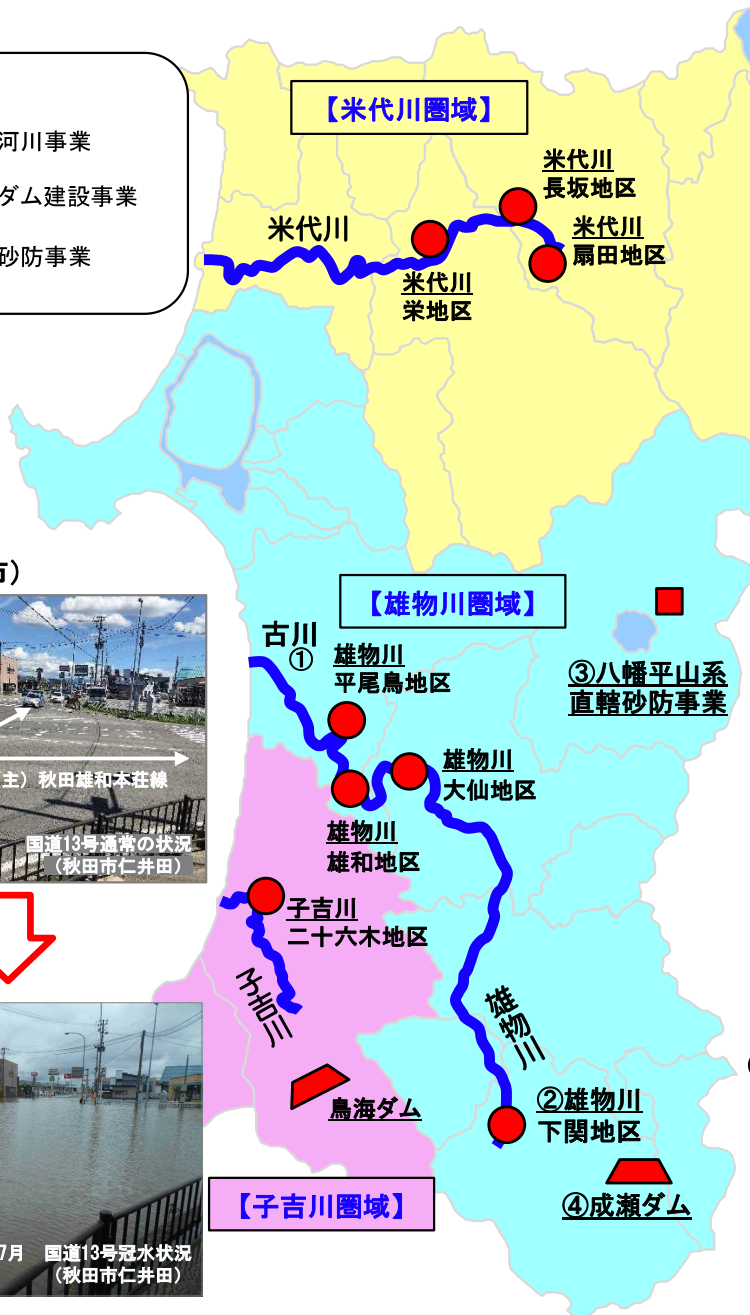 【米代川圏域】
河川事業
ダム建設事業
砂防事業
米代川
長坂地区
米代川
扇田地区
米代川
米代川
栄地区
市）
【雄物川圏域】
古川
①
雄物川
平尾鳥地区
③八幡平山系
直轄砂防事業
雄物川
大仙地区
主）秋田雄和本荘線
国道13号通常の状況
（秋田市仁井田）
雄物川
雄和地区
子吉川
二十六木地区
子吉川
雄物川
鳥海ダム
②雄物川
下関地区
【子吉川圏域】
④成瀬ダム
7月　国道13号冠水状況
（秋田市仁井田）